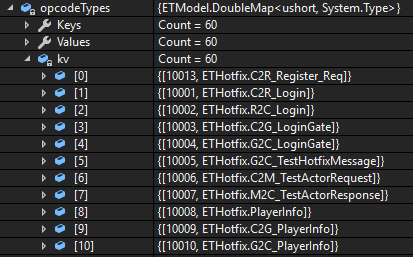 opcodeTypes {ETModel.DoubleMap<ushort, System.Type>}
Keys Count = 60
Values Count = 60
kv Count = 60
[0] {[10013, ETHotfix.C2R_Register_Req]}
[1] {[10001, ETHotfix.C2R_Login]}
[2] {[10002, ETHotfix.R2C_Login]}
[3] {[10003, ETHotfix.C2G_LoginGate]}
[4] {[10004, ETHotfix.G2C_LoginGate]}
[5] {[10005, ETHotfix.G2C_TestHotfixMessage]}
[6] {[10006, ETHotfix.C2M_TestActorRequest]}
[7] {[10007, ETHotfix.M2C_TestActorResponse]}
[8] {[10008, ETHotfix.PlayerInfo]}
[9] {[10009, ETHotfix.C2G_PlayerInfo]}
[10] {[10010, ETHotfix.G2C_PlayerInfo]}